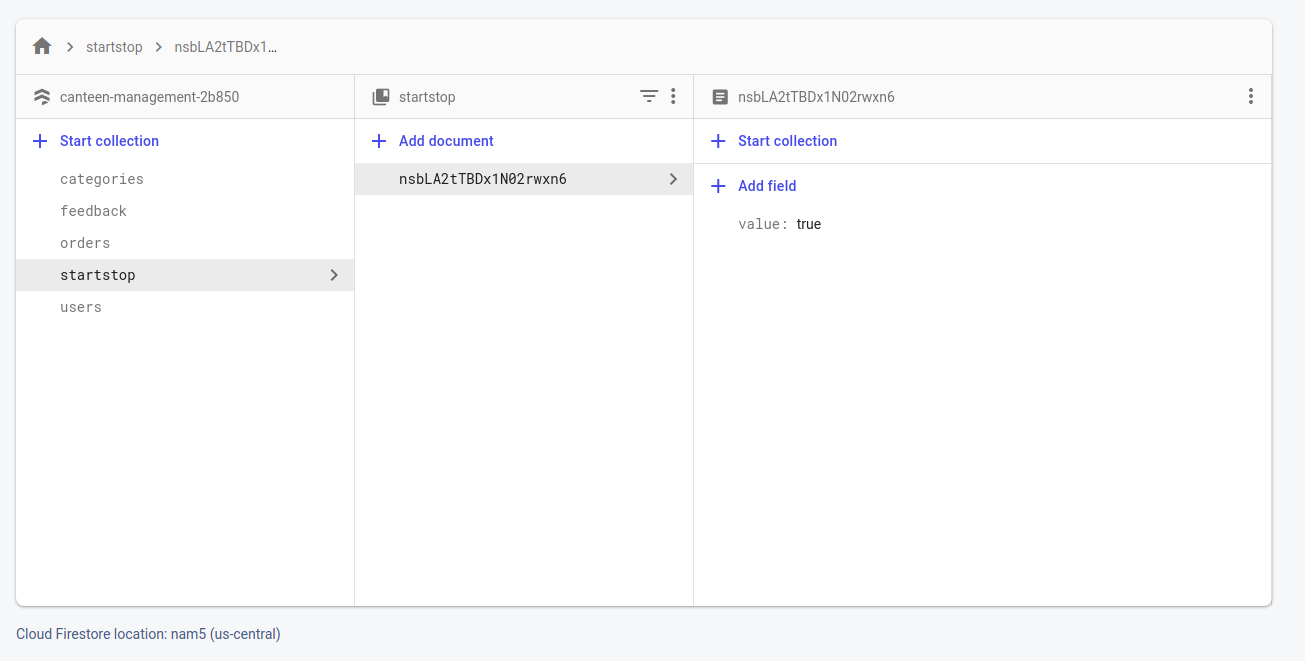 startstop
nsbLA2tTBDx1...
canteen-management-2b850
startstop
nsbLA2tTBDx1N02rwxn6
Start collection
Add document
Start collection
categories
nsbLA2tTBDx1N02rwxn6
Add field
feedback
value: true
orders
startstop
users
Cloud Firestore location: nam5 (us-central)